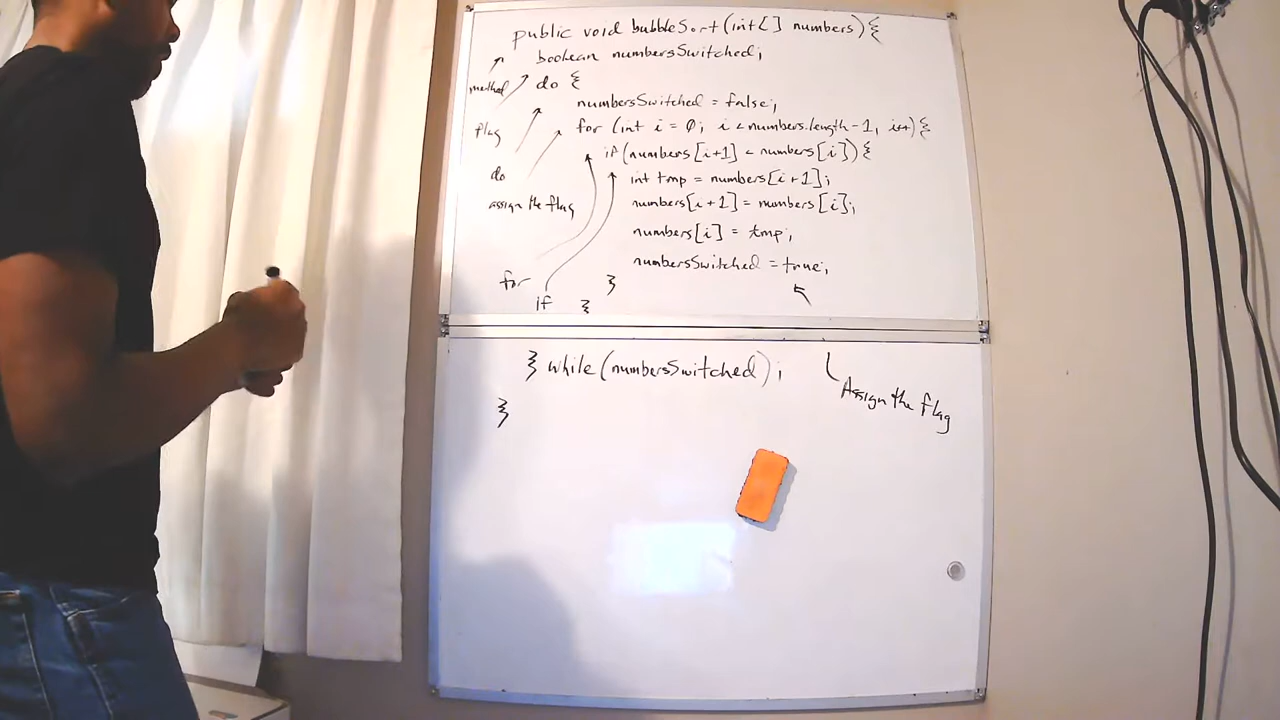 public void bubbleSort(int[] numbers){
boolean numbersSwitched;
method do {
numbersSwitched = false;
flag for (int i = 0; i < numbers.length-1; i++){
if(numbers[i+1] < numbers[i]){
do int tmp = numbers[i+1];
assign the flag numbers[i+1] = numbers[i];
numbers[i] = tmp;
numbersSwitched = true;
for }
if }
} while(numbersSwitched);
Assign the flag
}